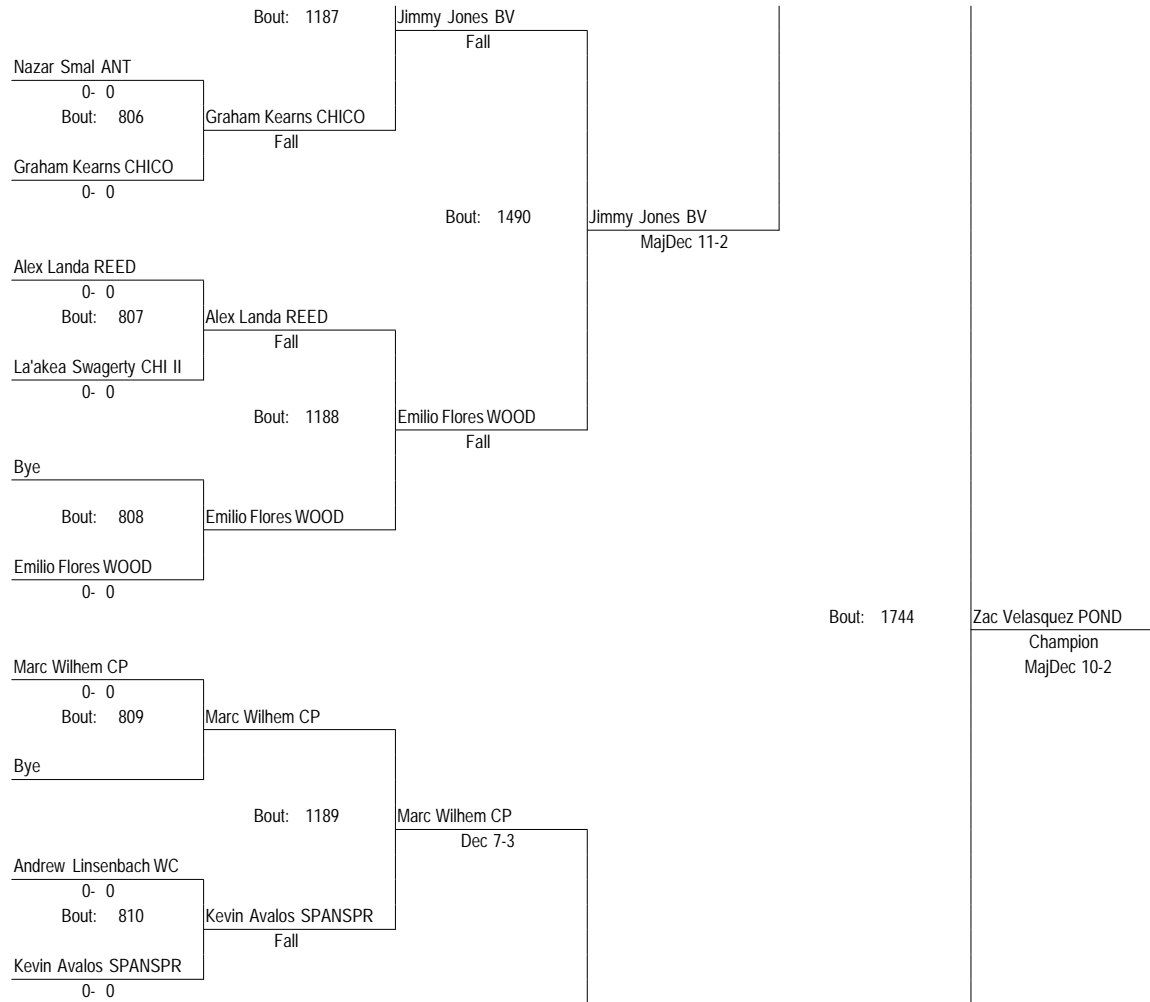 Bout: 1187 Jimmy Jones BV
Fall
Nazar Smal ANT
0- 0
Bout: 806 Graham Kearns CHICO
Fall
Graham Kearns CHICO
0- 0
Bout: 1490 Jimmy Jones BV
MajDec 11-2
Alex Landa REED
0- 0
Bout: 807 Alex Landa REED
Fall
La'akea Swagerty CHI II
0- 0
Bout: 1188 Emilio Flores WOOD
Fall
Bye
Bout: 808 Emilio Flores WOOD
Emilio Flores WOOD
0- 0
Bout: 1744 Zac Velasquez POND
Champion
MajDec 10-2
Marc Wilhem CP
0- 0
Bout: 809 Marc Wilhem CP
Bye
Bout: 1189 Marc Wilhem CP
Dec 7-3
Andrew Linsenbach WC
0- 0
Bout: 810 Kevin Avalos SPANSPR
Fall
Kevin Avalos SPANSPR
0- 0